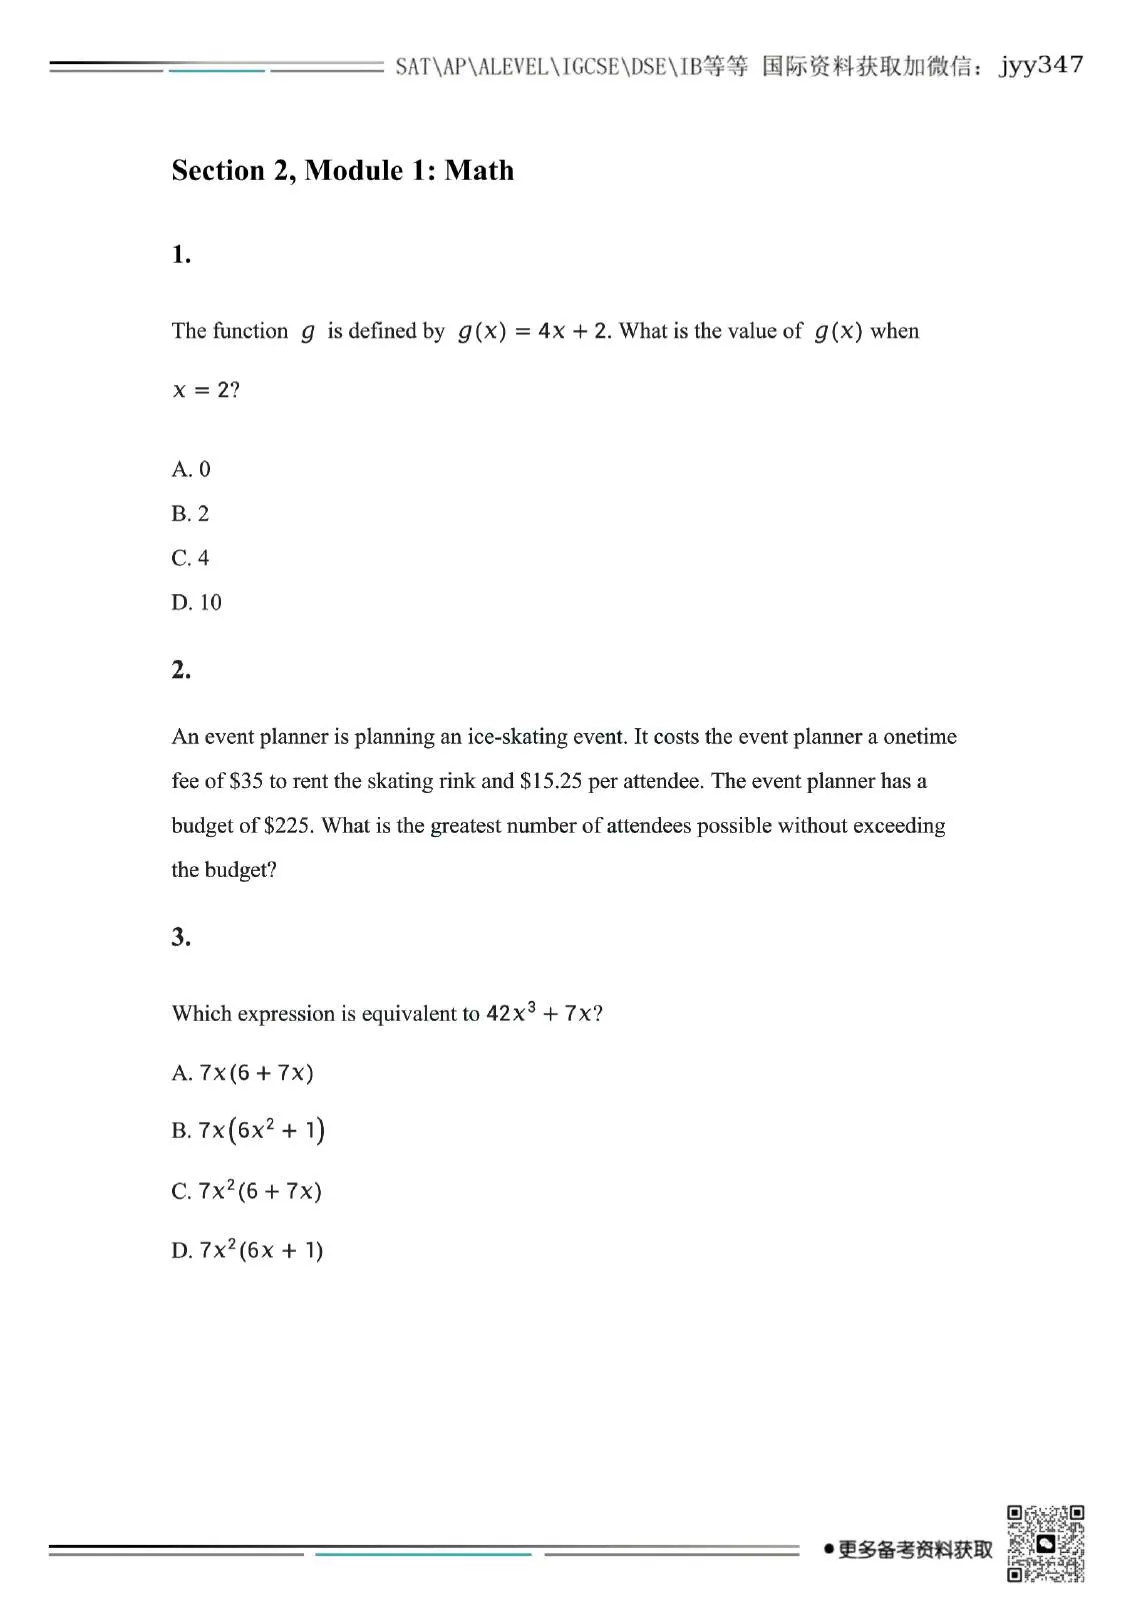 SAT\AP\ALEVEL\IGCSE\DSE\IB等等 国际资料获取加微信: jyy347
Section 2, Module 1: Math
1.
The function g is defined by g(x) = 4x + 2. What is the value of g(x) when
x = 2?
A. 0
B. 2
C. 4
D. 10
2.
An event planner is planning an ice-skating event. It costs the event planner a onetime
fee of $35 to rent the skating rink and $15.25 per attendee. The event planner has a
budget of $225. What is the greatest number of attendees possible without exceeding
the budget?
3.
Which expression is equivalent to 42x³ + 7x?
A. 7x(6 + 7x)
B. 7x(6x² + 1)
C. 7x²(6 + 7x)
D. 7x²(6x + 1)
●更多备考资料获取